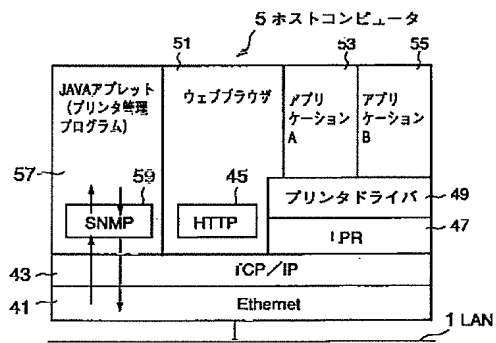 5 ホストコンピュータ
51
53
55
JAVAアプレット
(プリンタ管理
プログラム)
ウェブブラウザ
アプリ
ケーション
A
アプリ
ケーション
B
57
59
SNMP
45
HTTP
プリンタドライバ
49
LPR
47
43
TCP/IP
41
Ethernet
1 LAN